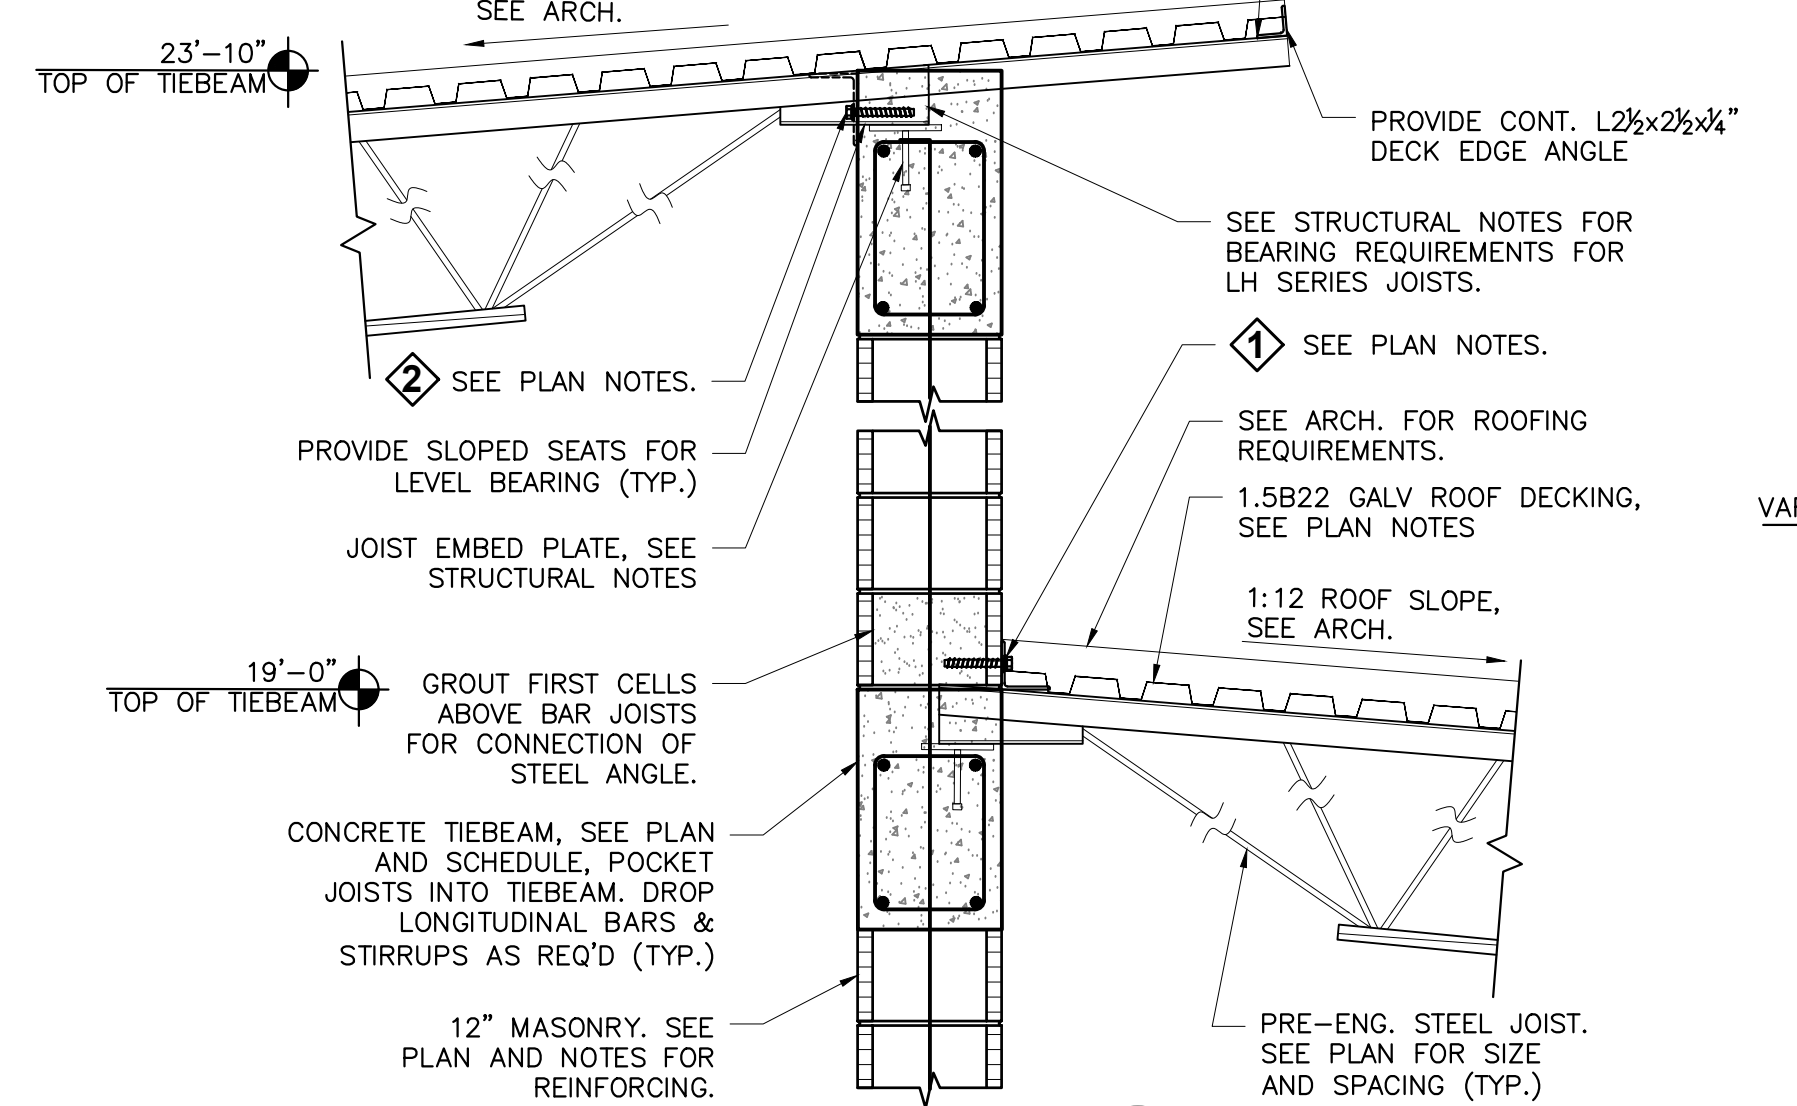 SEE ARCH.
23'-10"
TOP OF TIEBEAM
PROVIDE CONT. L2½x2½x¼"
DECK EDGE ANGLE
SEE STRUCTURAL NOTES FOR
BEARING REQUIREMENTS FOR
LH SERIES JOISTS.
1 SEE PLAN NOTES.
2 SEE PLAN NOTES.
SEE ARCH. FOR ROOFING
REQUIREMENTS.
PROVIDE SLOPED SEATS FOR
LEVEL BEARING (TYP.)
1.5B22 GALV ROOF DECKING,
SEE PLAN NOTES
JOIST EMBED PLATE, SEE
STRUCTURAL NOTES
1:12 ROOF SLOPE,
SEE ARCH.
19'-0"
TOP OF TIEBEAM
GROUT FIRST CELLS
ABOVE BAR JOISTS
FOR CONNECTION OF
STEEL ANGLE.
CONCRETE TIEBEAM, SEE PLAN
AND SCHEDULE, POCKET
JOISTS INTO TIEBEAM. DROP
LONGITUDINAL BARS &
STIRRUPS AS REQ'D (TYP.)
12" MASONRY. SEE
PLAN AND NOTES FOR
REINFORCING.
PRE-ENG. STEEL JOIST.
SEE PLAN FOR SIZE
AND SPACING (TYP.)